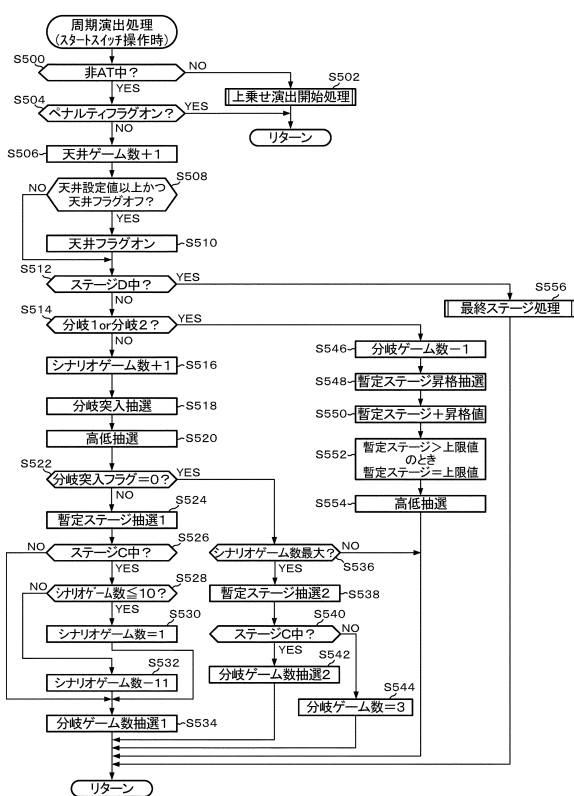 周期演出処理
(スタートスイッチ操作時)
S500
非AT中?
NO
YES
S502
上乗せ演出開始処理
S504
ペナルティフラグオン?
YES
NO
リターン
S506
天井ゲーム数+1
S508
天井設定値以上かつ
天井フラグオフ?
NO
YES
天井フラグオン
S510
S512
ステージD中?
YES
NO
S556
最終ステージ処理
S514
分岐1or分岐2?
YES
NO
S546
分岐ゲーム数-1
シナリオゲーム数+1
S516
S548
暫定ステージ昇格抽選
分岐突入抽選
S518
S550
暫定ステージ+昇格値
高低抽選
S520
S552
暫定ステージ>上限値
のとき
暫定ステージ=上限値
S522
分岐突入フラグ=0?
YES
NO
S554
高低抽選
S524
暫定ステージ抽選1
S526
ステージC中?
NO
YES
シナリオゲーム数最大?
NO
S536
YES
S528
シナリオゲーム数≦10?
NO
YES
暫定ステージ抽選2
S538
S530
シナリオゲーム数=1
S540
ステージC中?
NO
YES
S532
シナリオゲーム数-11
S542
分岐ゲーム数抽選2
S544
分岐ゲーム数=3
分岐ゲーム数抽選1
S534
リターン